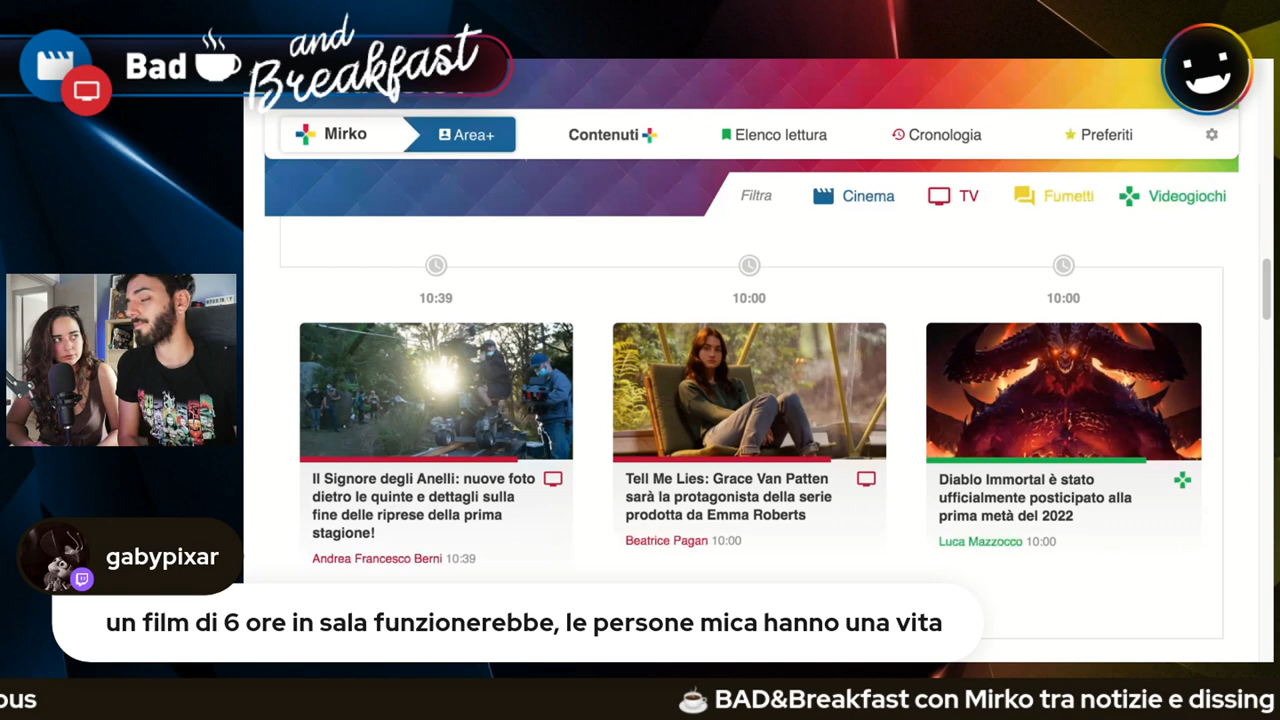 Bad and
Breakfast
Mirko
Area+
Contenuti
Elenco lettura
Cronologia
Preferiti
Filtra
Cinema
TV
Fumetti
Videogiochi
10:39
10:00
10:00
Il Signore degli Anelli: nuove foto
dietro le quinte e dettagli sulla
fine delle riprese della prima
stagione!
Andrea Francesco Berni 10:39
Tell Me Lies: Grace Van Patten
sarà la protagonista della serie
prodotta da Emma Roberts
Beatrice Pagan 10:00
Diablo Immortal è stato
ufficialmente posticipato alla
prima metà del 2022
Luca Mazzocco 10:00
gabypixar
un film di 6 ore in sala funzionerebbe, le persone mica hanno una vita
ous
BAD&Breakfast con Mirko tra notizie e dissing